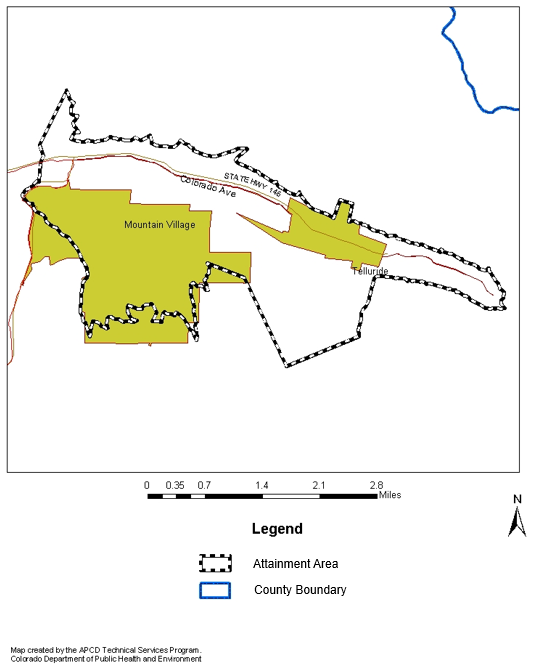 STATE HWY 146
Colorado Ave
Mountain Village
Telluride
0 0.35 0.7 1.4 2.1 2.8
Miles
N
Legend
Attainment Area
County Boundary
Map created by the APCD Technical Services Program.
Colorado Department of Public Health and Environment